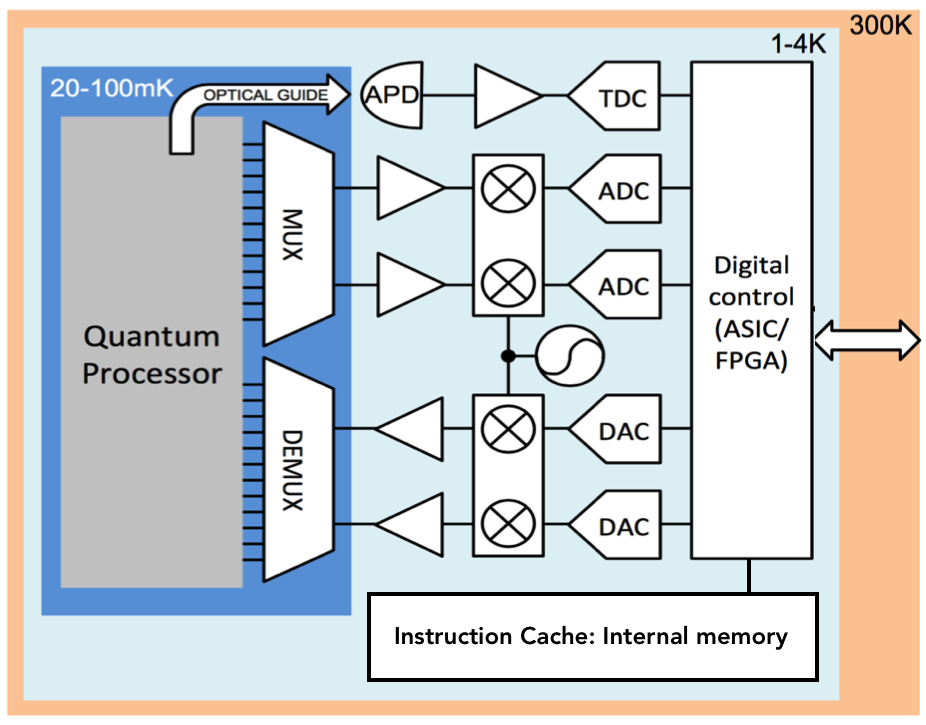 300K
1-4K
20-100mK
OPTICAL GUIDE
APD
TDC
MUX
ADC
ADC
Quantum
Processor
Digital
control
(ASIC/
FPGA)
DEMUX
DAC
DAC
Instruction Cache: Internal memory